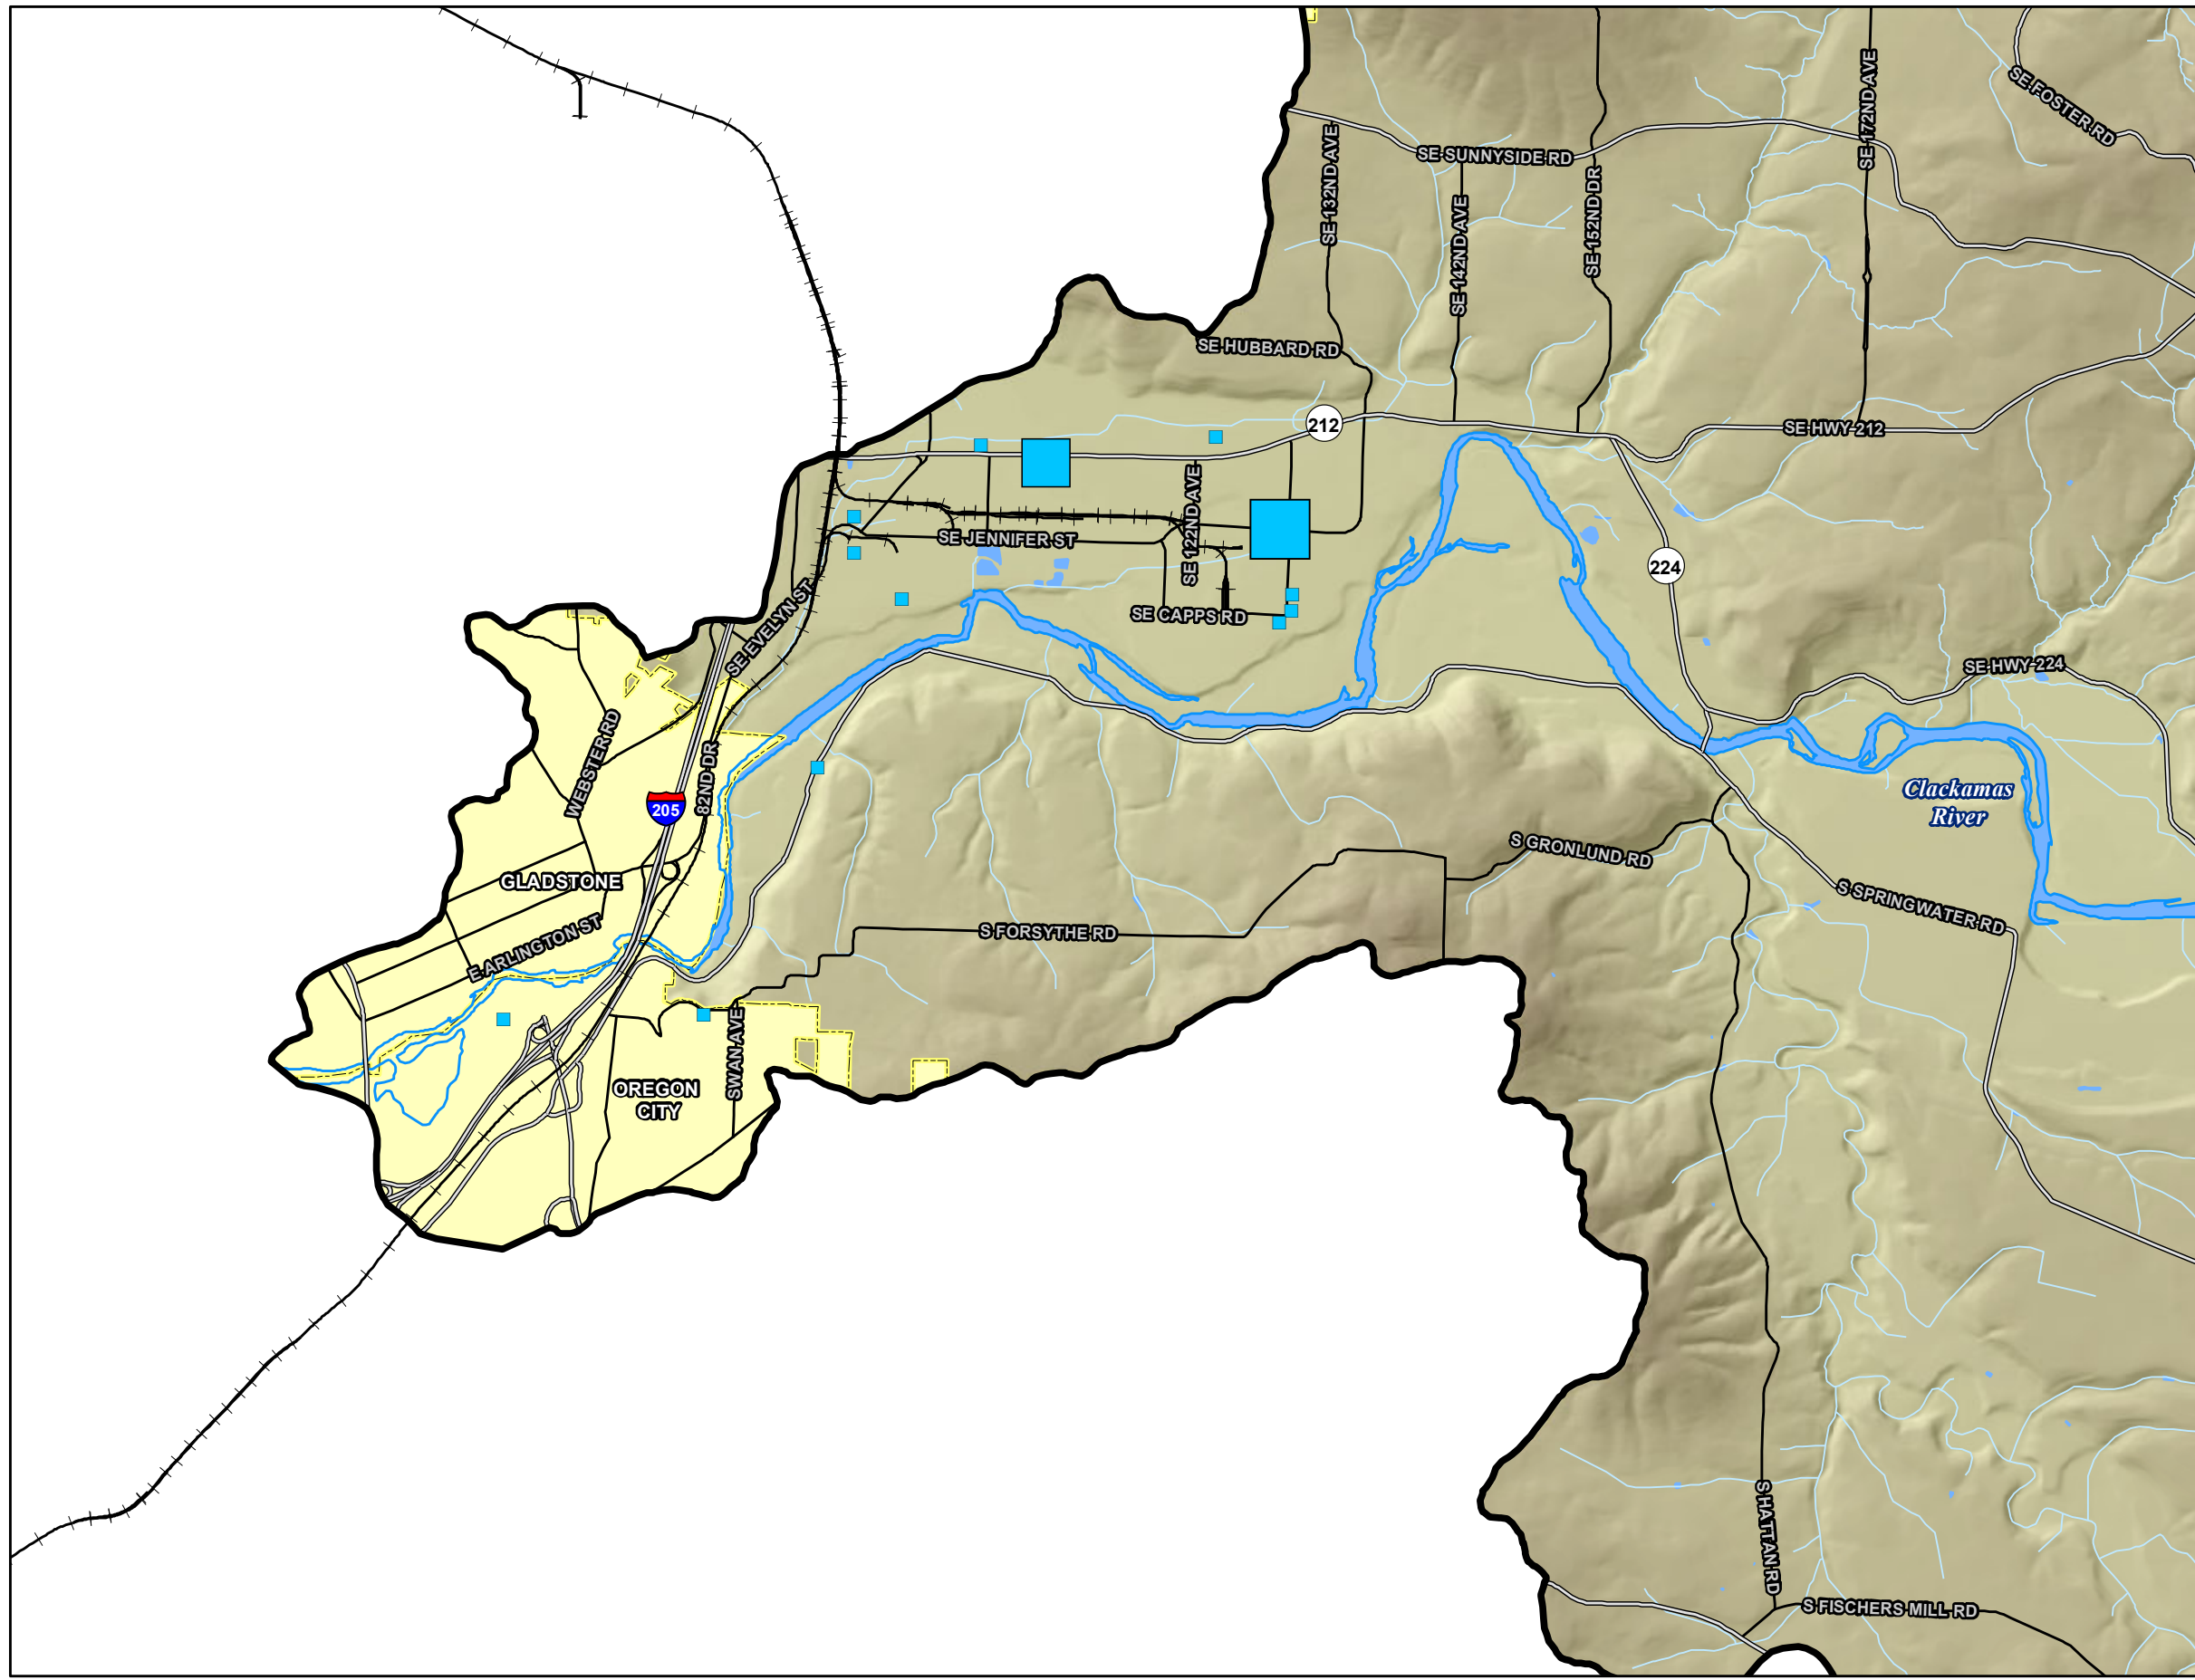 SE FOSTER RD
SE 172ND AVE
SE SUNNYSIDE RD
SE 132ND AVE
SE 142ND AVE
SE 152ND DR
SE HUBBARD RD
212
SE HWY 212
SE 122ND AVE
SE JENNIFER ST
224
SE CAPPS RD
SE EVELYN ST
SE HWY 224
WEBSTER RD
82ND DR
205
Clackamas
River
S GRONLUND RD
GLADSTONE
S SPRINGWATER RD
E ARLINGTON ST
S FORSYTHE RD
SWAN AVE
OREGON
CITY
S HATTAN RD
S FISCHERS MILL RD